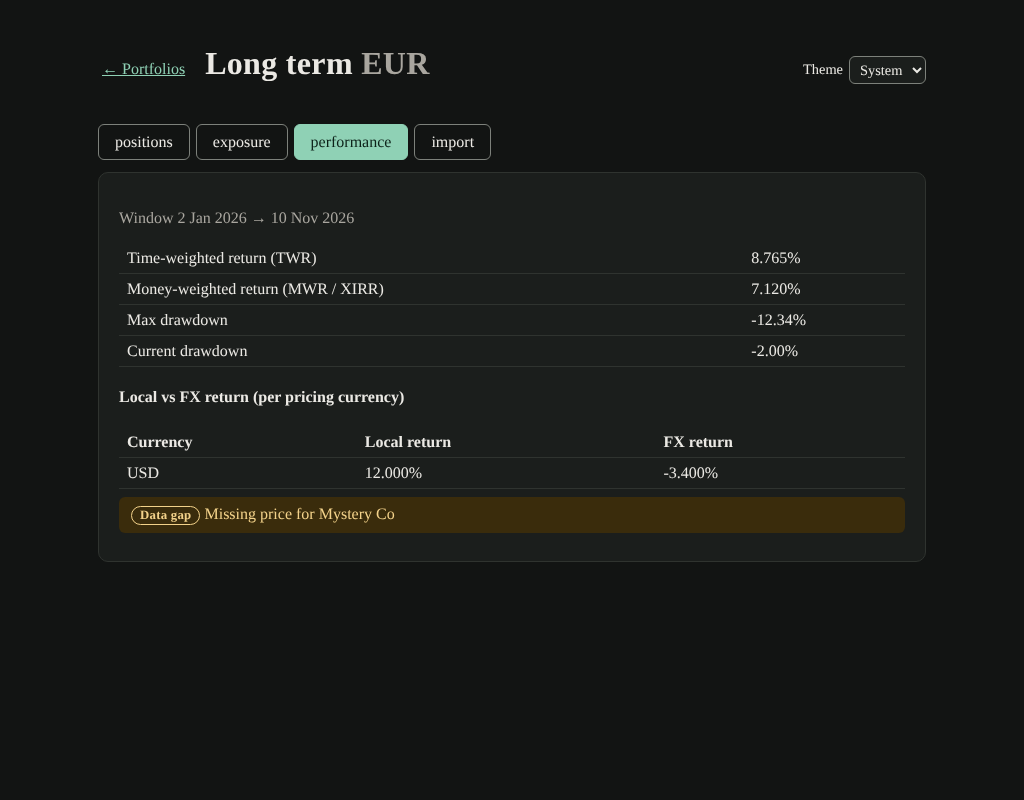 ← Portfolios Long term EUR Theme System
positions exposure performance import
Window 2 Jan 2026 → 10 Nov 2026
Time-weighted return (TWR) 8.765%
Money-weighted return (MWR / XIRR) 7.120%
Max drawdown -12.34%
Current drawdown -2.00%
Local vs FX return (per pricing currency)
Currency Local return FX return
USD 12.000% -3.400%
Data gap Missing price for Mystery Co